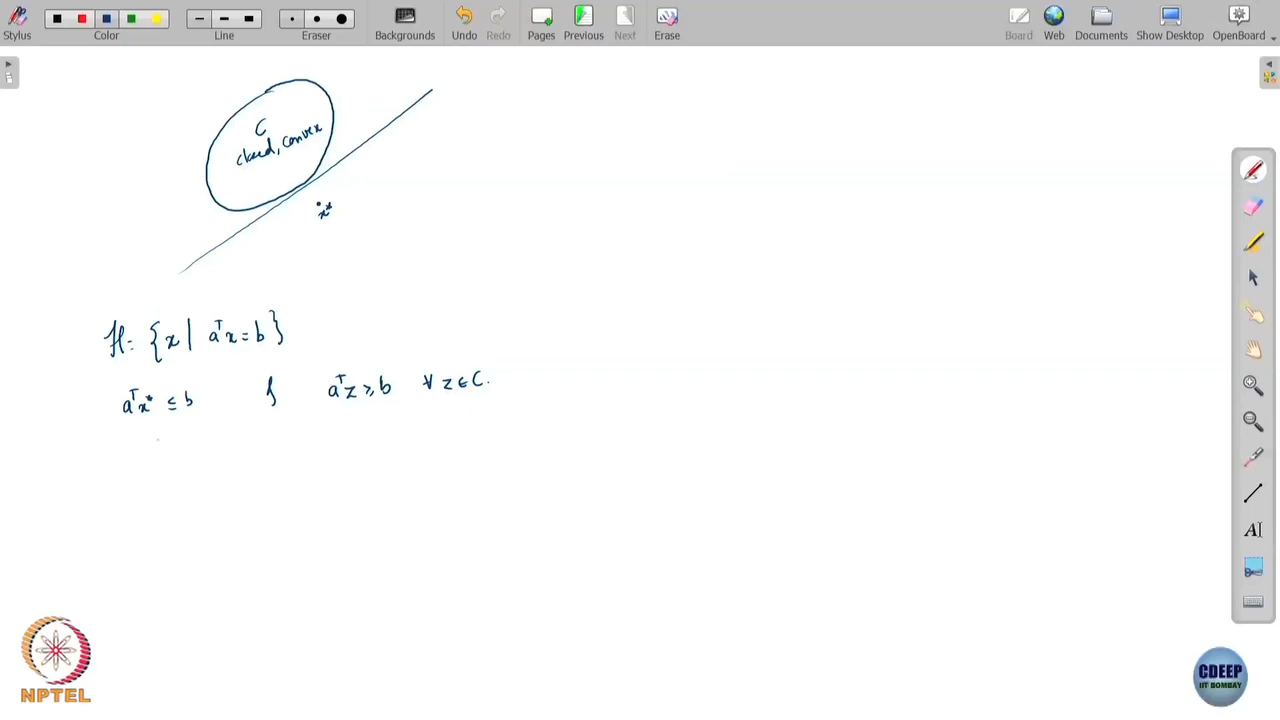 Stylus
Color
Line
Eraser
Backgrounds
Undo
Redo
Pages
Previous
Next
Erase
Board
Web
Documents
Show Desktop
OpenBoard
C
closed, convex
x*
H = {x | aᵀx = b}
aᵀx* ≤ b & aᵀz ≥ b ∀ z ∈ C.
NPTEL
CDEEP
IIT BOMBAY